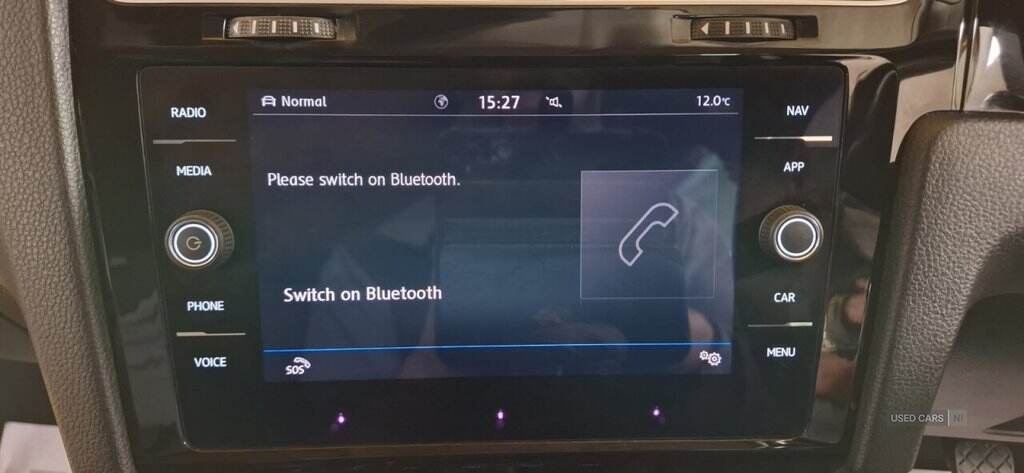 Normal 15:27 12.0°C
RADIO
MEDIA
PHONE
VOICE
Please switch on Bluetooth.
Switch on Bluetooth
SOS
NAV
APP
CAR
MENU
USED CARS NI